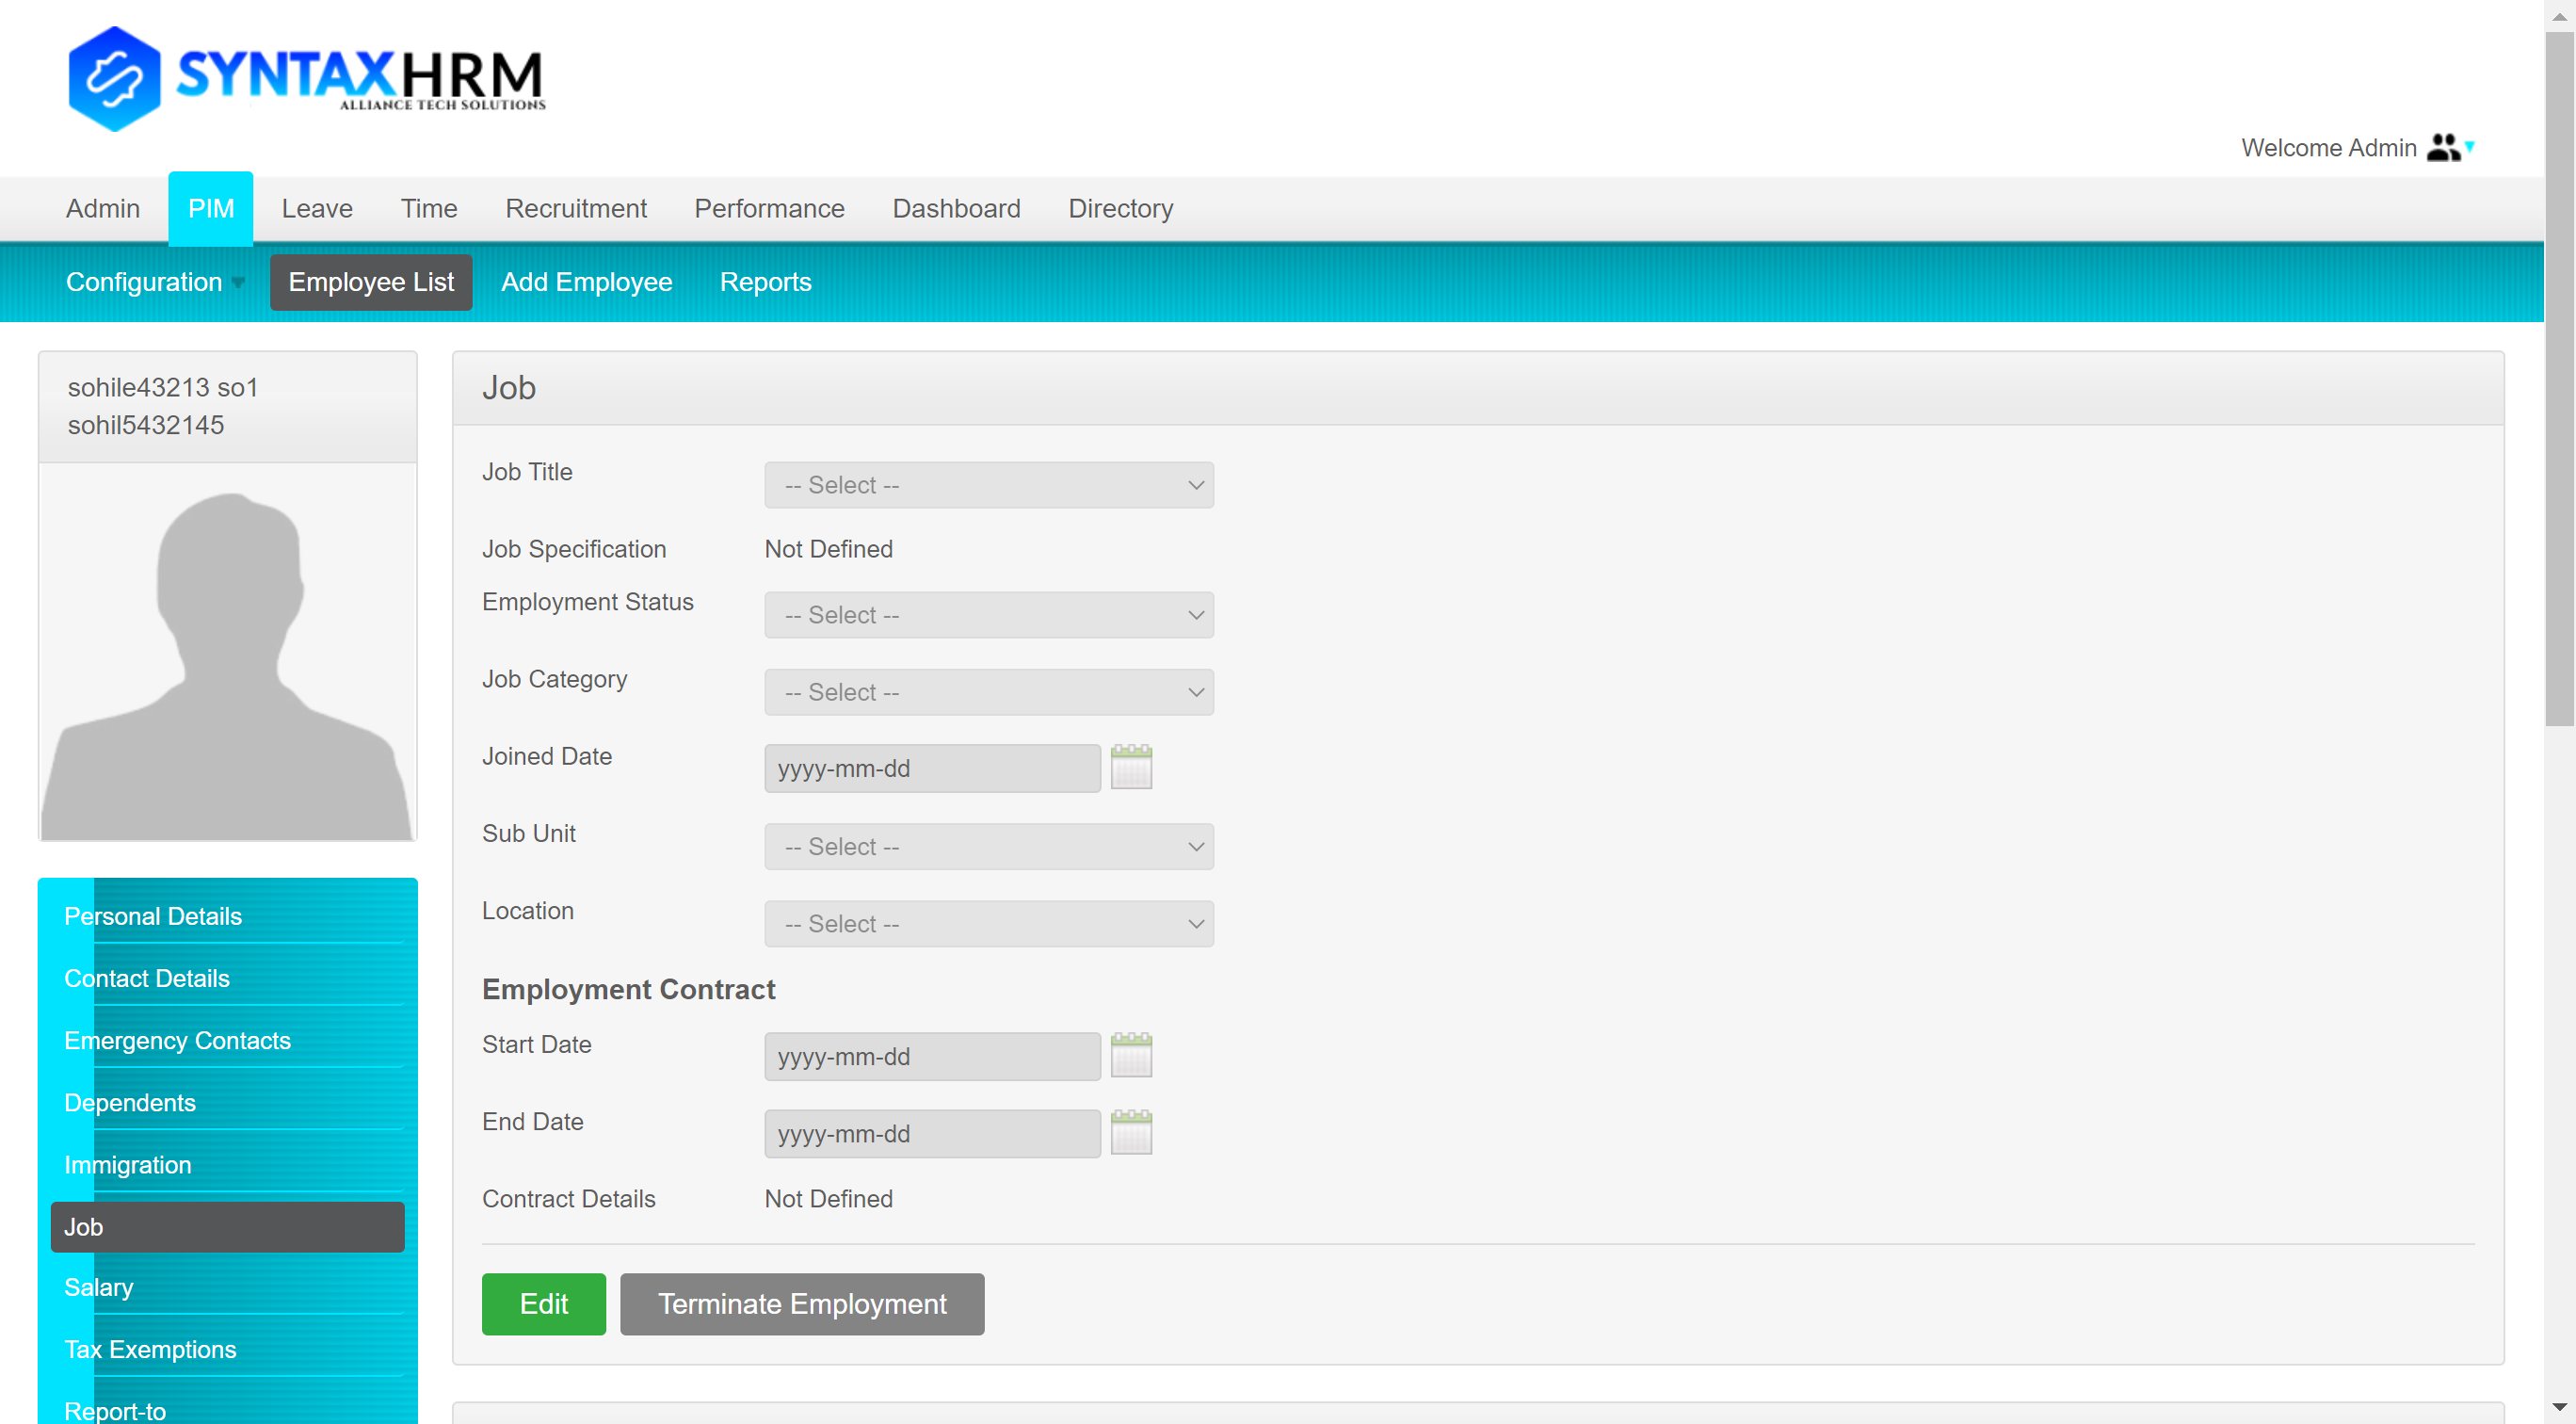 SYNTAXHRM
ALLIANCE TECH SOLUTIONS
Welcome Admin
Admin PIM Leave Time Recruitment Performance Dashboard Directory
Configuration Employee List Add Employee Reports
sohile43213 so1
sohil5432145
Personal Details
Contact Details
Emergency Contacts
Dependents
Immigration
Job
Salary
Tax Exemptions
Report-to
Job
Job Title -- Select --
Job Specification Not Defined
Employment Status -- Select --
Job Category -- Select --
Joined Date yyyy-mm-dd
Sub Unit -- Select --
Location -- Select --
Employment Contract
Start Date yyyy-mm-dd
End Date yyyy-mm-dd
Contract Details Not Defined
Edit Terminate Employment